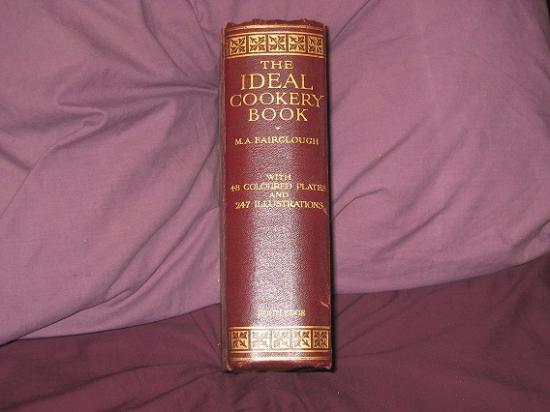 THE
IDEAL
COOKERY
BOOK
M.A.FAIRCLOUGH
WITH
48 COLOURED PLATES
AND
247 ILLUSTRATIONS
ROUTLEDGE